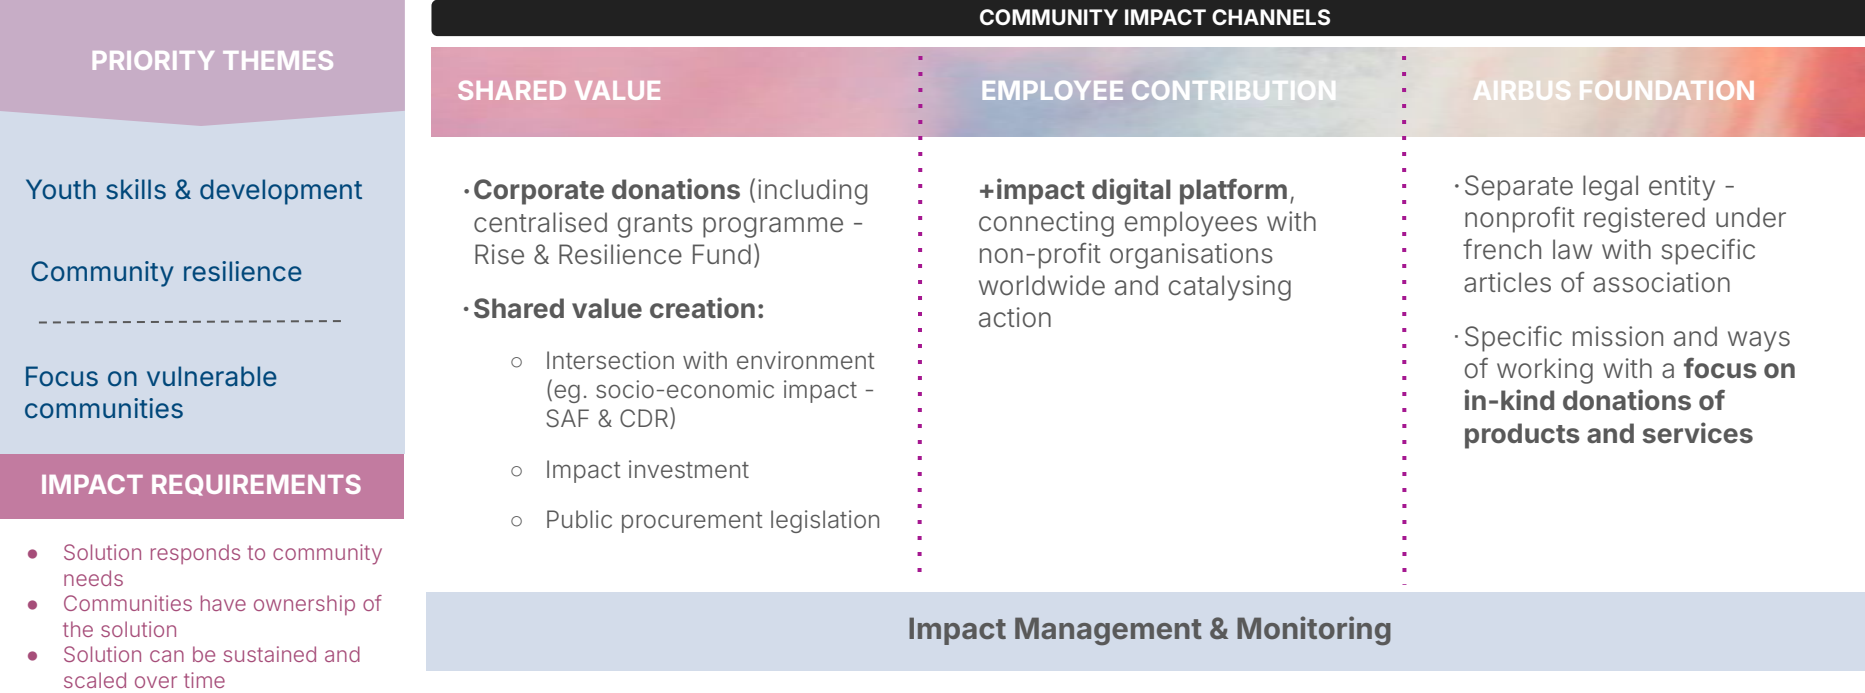 PRIORITY THEMES
Youth skills & development
Community resilience
Focus on vulnerable
communities
IMPACT REQUIREMENTS
● Solution responds to community
needs
● Communities have ownership of
the solution
● Solution can be sustained and
scaled over time
COMMUNITY IMPACT CHANNELS
SHARED VALUE
· Corporate donations (including
centralised grants programme -
Rise & Resilience Fund)
· Shared value creation:
○ Intersection with environment
(eg. socio-economic impact -
SAF & CDR)
○ Impact investment
○ Public procurement legislation
EMPLOYEE CONTRIBUTION
+impact digital platform,
connecting employees with
non-profit organisations
worldwide and catalysing
action
AIRBUS FOUNDATION
· Separate legal entity -
nonprofit registered under
french law with specific
articles of association
· Specific mission and ways
of working with a focus on
in-kind donations of
products and services
Impact Management & Monitoring